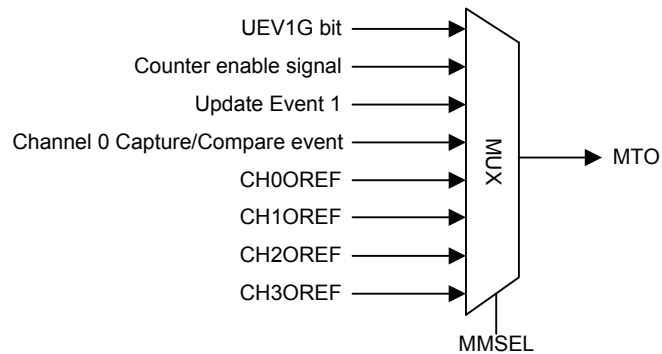 UEV1G bit
Counter enable signal
Update Event 1
Channel 0 Capture/Compare event
CH0OREF
CH1OREF
CH2OREF
CH3OREF
MUX
MTO
MMSEL